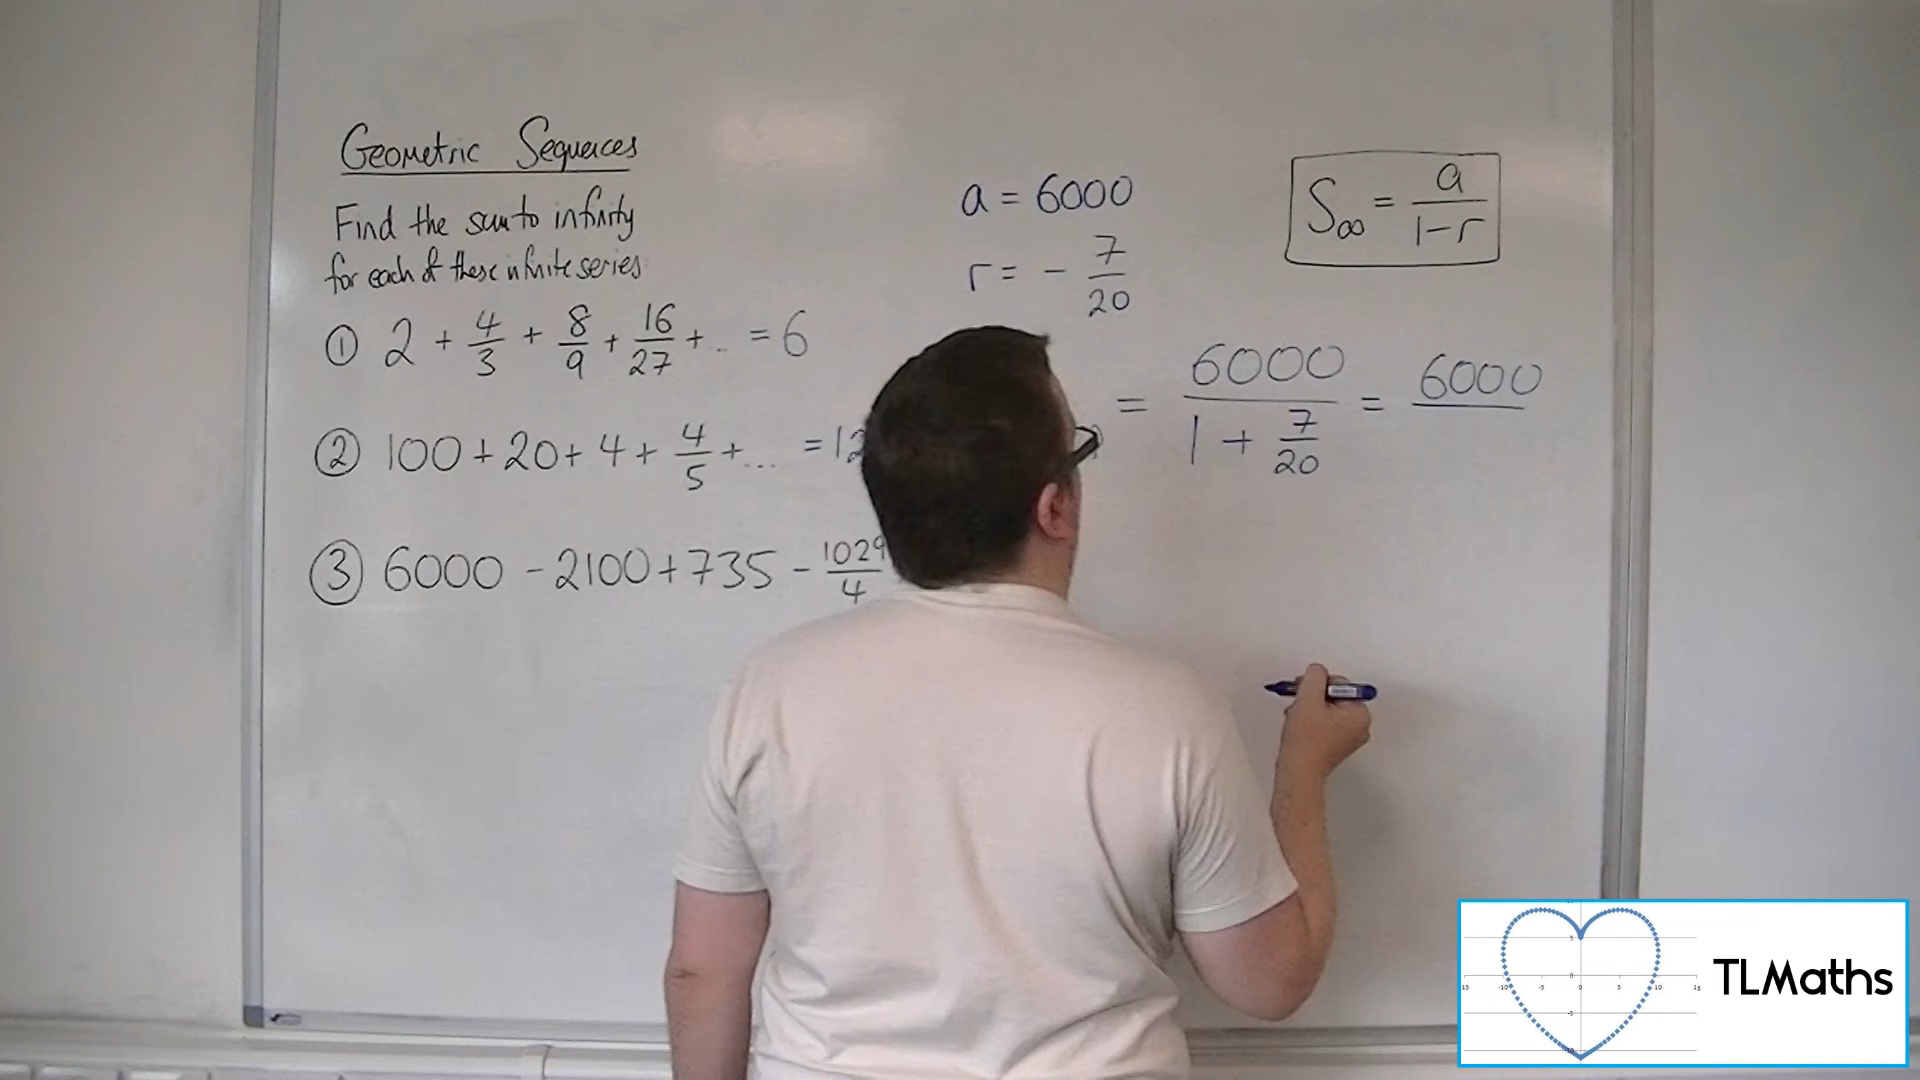 Geometric Sequences
Find the sum to infinity
for each of these infinite series
① 2 + 4/3 + 8/9 + 16/27 + ... = 6
② 100 + 20 + 4 + 4/5 + ... = 12
③ 6000 - 2100 + 735 - 1029/4
a = 6000
r = - 7/20
S∞ = a/1-r
= 6000/1 + 7/20 = 6000
TLMaths